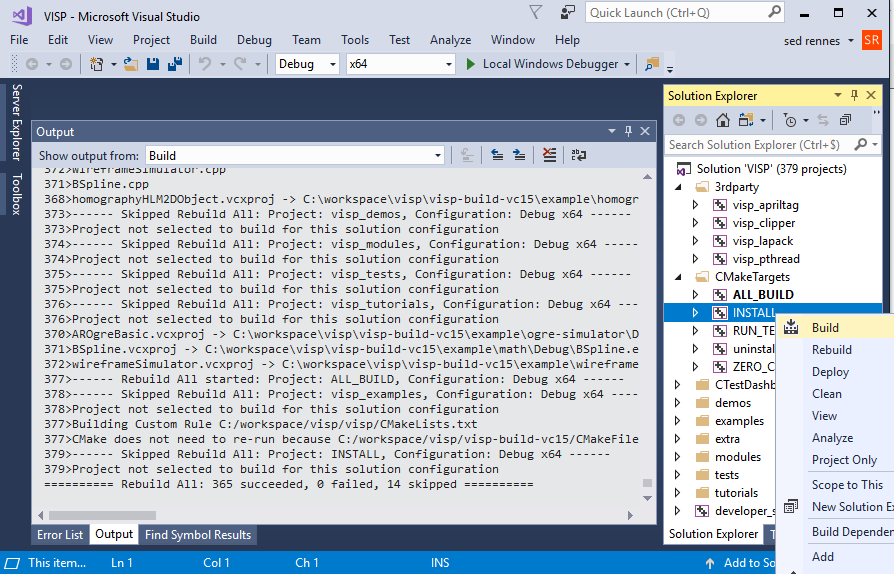 VISP - Microsoft Visual Studio
Quick Launch (Ctrl+Q)
File Edit View Project Build Debug Team Tools Test Analyze Window Help
sed rennes SR
Debug x64 Local Windows Debugger
Server Explorer
Toolbox
Output
Show output from: Build
372>wireFrameSimulator.cpp
371>BSpline.cpp
368>homographyHLM2DObject.vcxproj -> C:\workspace\visp\visp-build-vc15\example\homogr
373>------ Skipped Rebuild All: Project: visp_demos, Configuration: Debug x64 ------
373>Project not selected to build for this solution configuration
374>------ Skipped Rebuild All: Project: visp_modules, Configuration: Debug x64 -----
374>Project not selected to build for this solution configuration
375>------ Skipped Rebuild All: Project: visp_tests, Configuration: Debug x64 ------
375>Project not selected to build for this solution configuration
376>------ Skipped Rebuild All: Project: visp_tutorials, Configuration: Debug x64 ---
376>Project not selected to build for this solution configuration
370>AROgreBasic.vcxproj -> C:\workspace\visp\visp-build-vc15\example\ogre-simulator\D
371>BSpline.vcxproj -> C:\workspace\visp\visp-build-vc15\example\math\Debug\BSpline.e
372>wireframeSimulator.vcxproj -> C:\workspace\visp\visp-build-vc15\example\wireframe
377>------ Rebuild All started: Project: ALL_BUILD, Configuration: Debug x64 ------
378>------ Skipped Rebuild All: Project: visp_examples, Configuration: Debug x64 ----
378>Project not selected to build for this solution configuration
377>Building Custom Rule C:/workspace/visp/visp/CMakeLists.txt
377>CMake does not need to re-run because C:/workspace/visp/visp-build-vc15/CMakeFile
379>------ Skipped Rebuild All: Project: INSTALL, Configuration: Debug x64 ------
379>Project not selected to build for this solution configuration
========== Rebuild All: 365 succeeded, 0 failed, 14 skipped ==========
Error List Output Find Symbol Results
Solution Explorer
Search Solution Explorer (Ctrl+$)
Solution 'VISP' (379 projects)
3rdparty
visp_apriltag
visp_clipper
visp_lapack
visp_pthread
CMakeTargets
ALL_BUILD
INSTALL
RUN_TE
uninstal
ZERO_C
CTestDashb
demos
examples
extra
modules
tests
tutorials
developer_s
Build
Rebuild
Deploy
Clean
View
Analyze
Project Only
Scope to This
New Solution Ex
Build Depender
Add
Solution Explorer T
This item... Ln 1 Col 1 Ch 1 INS Add to So